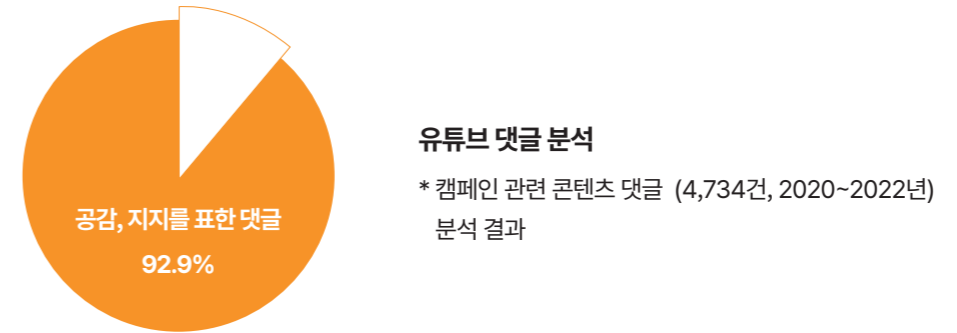 공감, 지지를 표한 댓글
92.9%
유튜브 댓글 분석
* 캠페인 관련 콘텐츠 댓글 (4,734건, 2020~2022년)
분석 결과